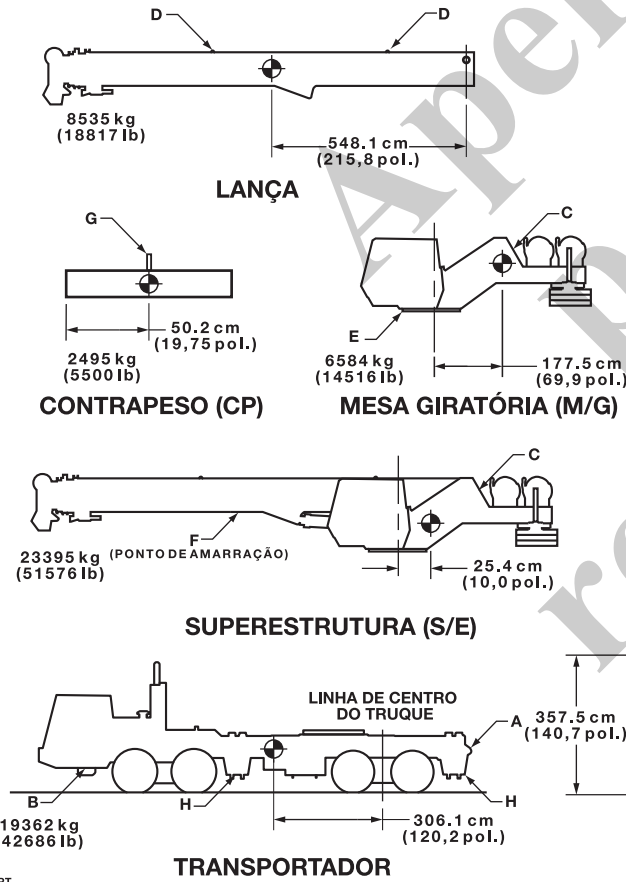 D D
8535 kg
(18817 lb)
548.1 cm
(215,8 pol.)
LANÇA
G
50.2 cm
(19,75 pol.)
2495 kg
(5500 lb)
CONTRAPESO (CP)
C
E
6584 kg
(14516 lb)
177.5 cm
(69,9 pol.)
MESA GIRATÓRIA (M/G)
C
F
(PONTO DE AMARRAÇÃO)
23395 kg
(51576 lb)
25.4 cm
(10,0 pol.)
SUPERESTRUTURA (S/E)
LINHA DE CENTRO
DO TRUQUE
A
357.5 cm
(140,7 pol.)
B
H H
19362 kg
42686 lb)
306.1 cm
(120,2 pol.)
TRANSPORTADOR